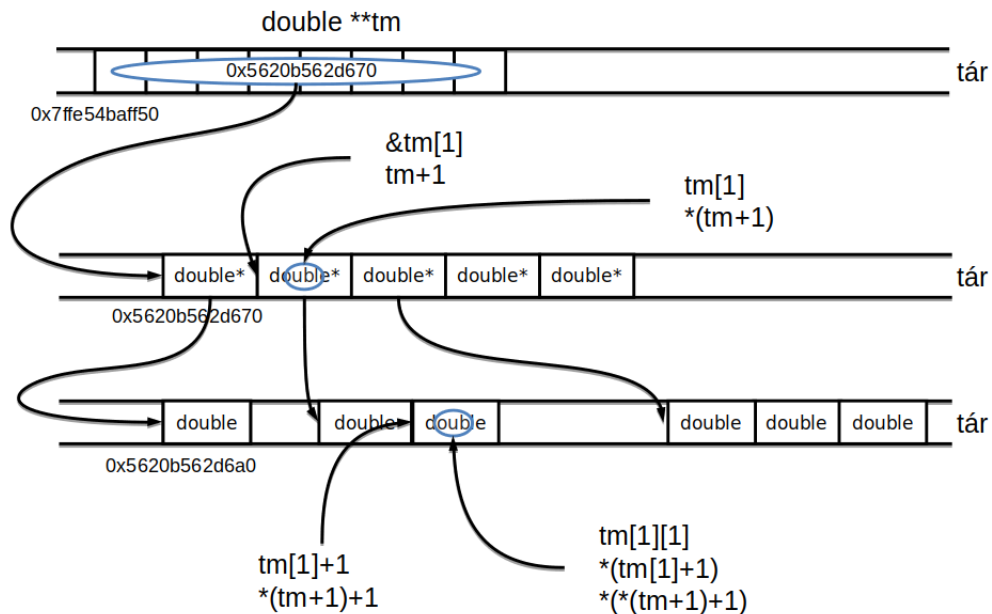 double **tm
0x5620b562d670
tár
0x7ffe54baff50
&tm[1]
tm+1
tm[1]
*(tm+1)
double* double* double* double* double*
tár
0x5620b562d670
double double double double double double
tár
0x5620b562d6a0
tm[1]+1
*(tm+1)+1
tm[1][1]
*(tm[1]+1)
*(*(tm+1)+1)